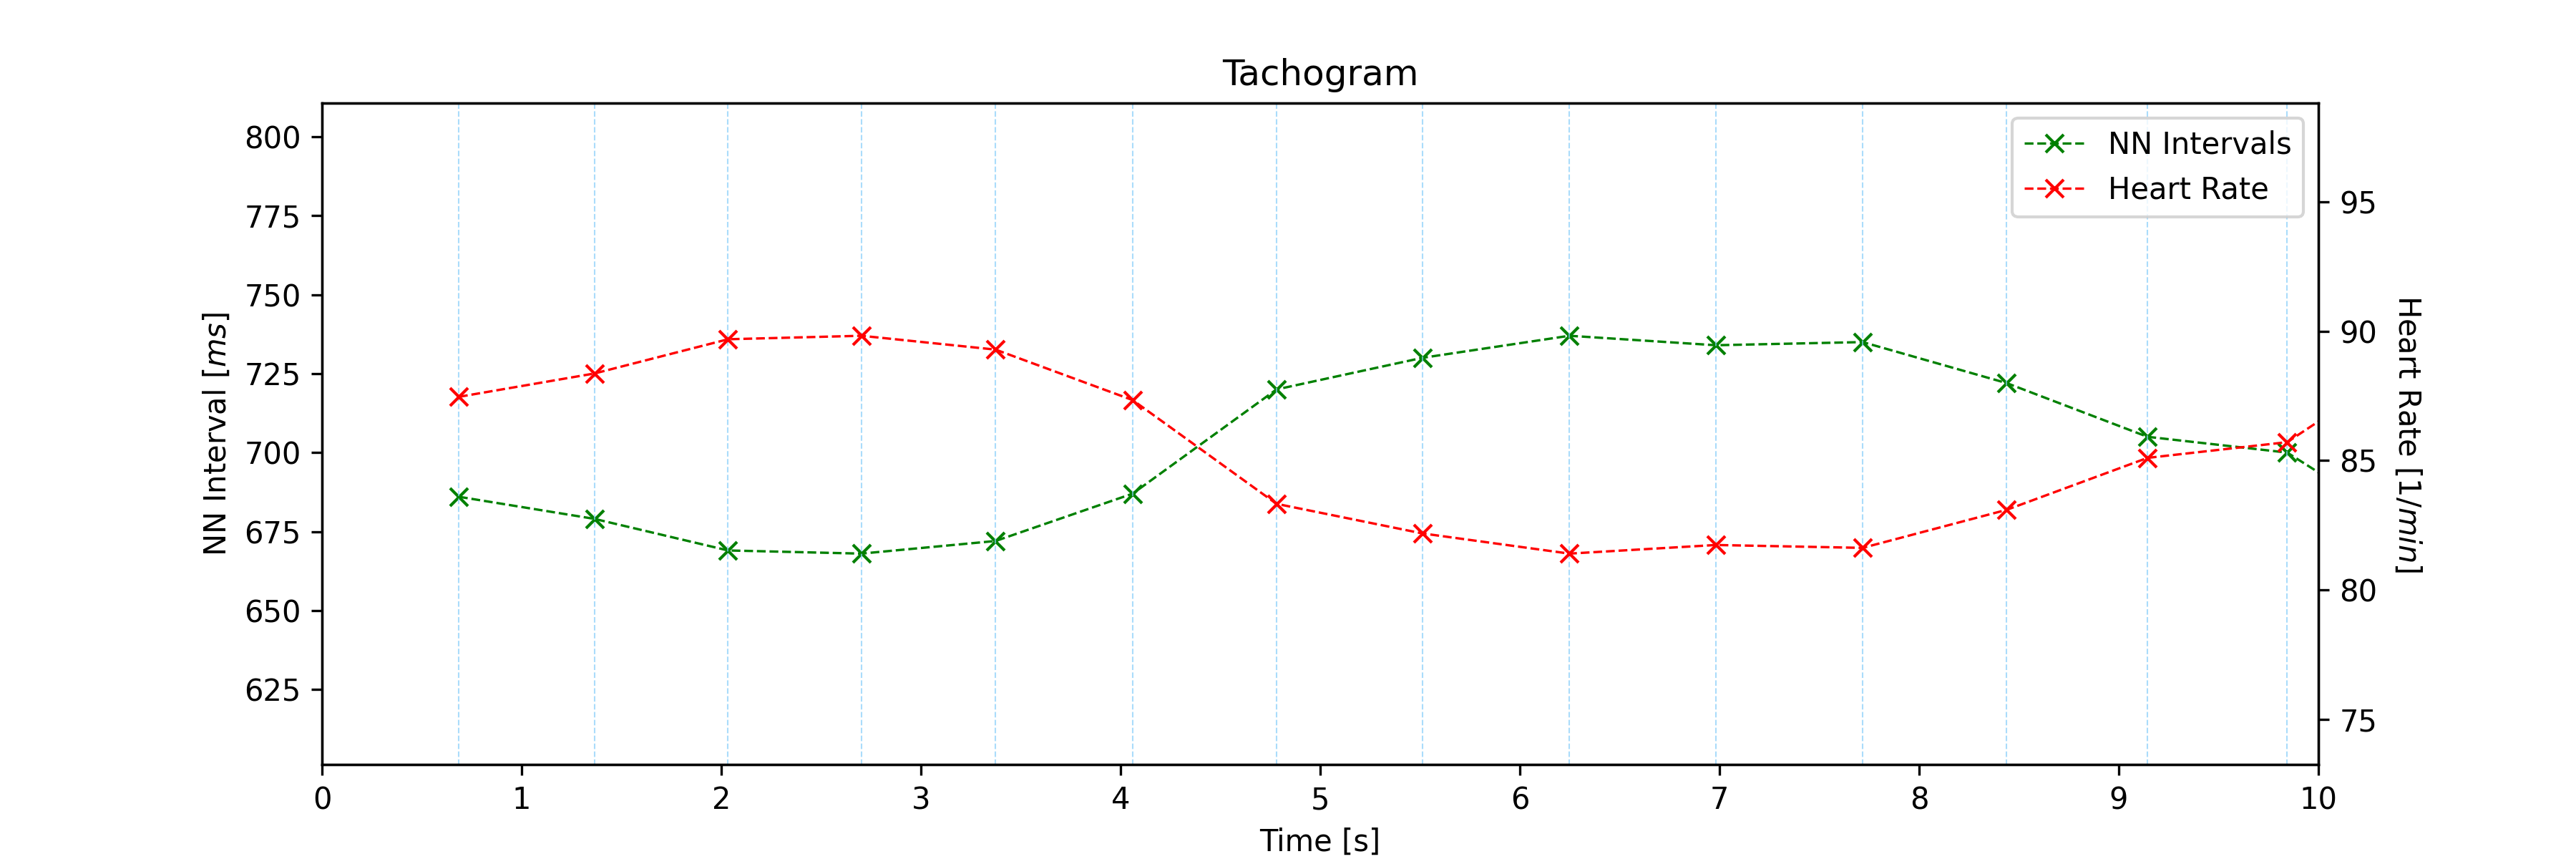 Tachogram
800
775
750
725
700
675
650
625
NN Interval [ms]
NN Intervals
Heart Rate
95
90
85
80
75
Heart Rate [1/min]
0 1 2 3 4 5 6 7 8 9 10
Time [s]